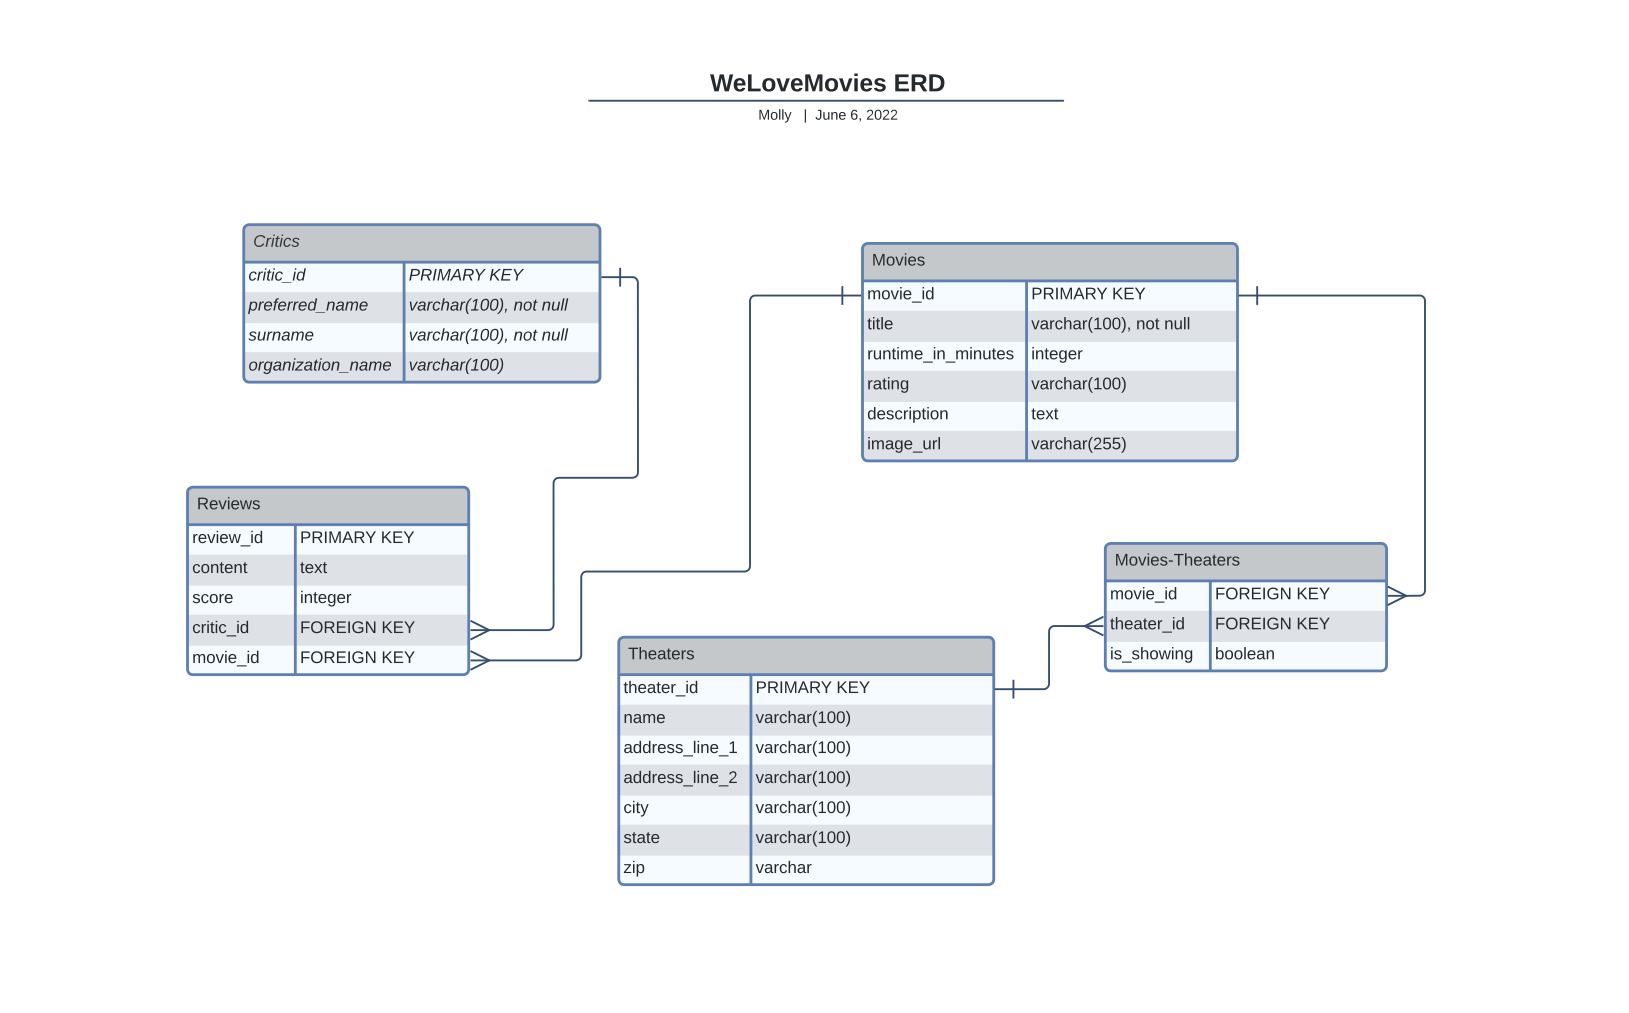 WeLoveMovies ERD
Molly | June 6, 2022
Critics
critic_id PRIMARY KEY
preferred_name varchar(100), not null
surname varchar(100), not null
organization_name varchar(100)
Movies
movie_id PRIMARY KEY
title varchar(100), not null
runtime_in_minutes integer
rating varchar(100)
description text
image_url varchar(255)
Reviews
review_id PRIMARY KEY
content text
score integer
critic_id FOREIGN KEY
movie_id FOREIGN KEY
Movies-Theaters
movie_id FOREIGN KEY
theater_id FOREIGN KEY
is_showing boolean
Theaters
theater_id PRIMARY KEY
name varchar(100)
address_line_1 varchar(100)
address_line_2 varchar(100)
city varchar(100)
state varchar(100)
zip varchar